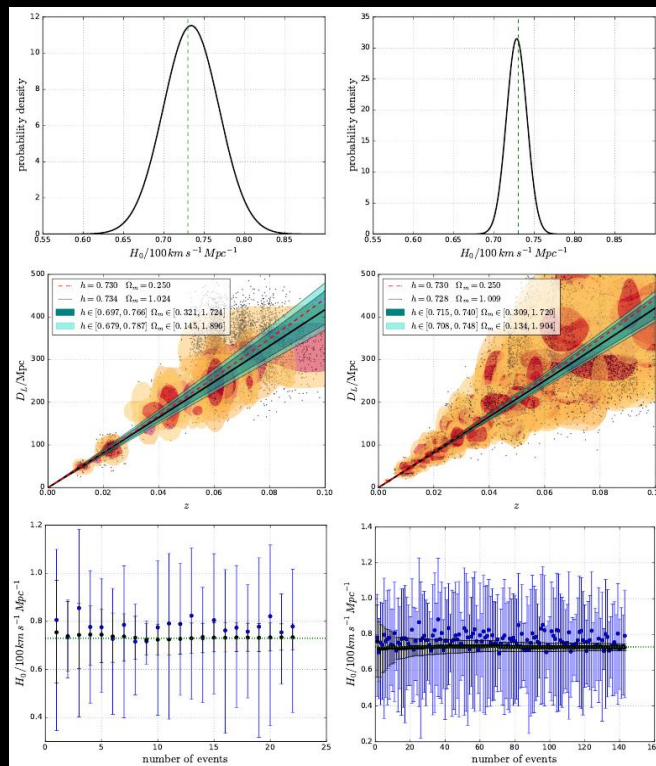 12
10
8
6
4
2
0
probability density
0.55 0.60 0.65 0.70 0.75 0.80 0.85
H₀/100 km s⁻¹ Mpc⁻¹
35
30
25
20
15
10
5
0
probability density
0.55 0.60 0.65 0.70 0.75 0.80 0.85
H₀/100 km s⁻¹ Mpc⁻¹
500
400
300
200
100
0
D_L/Mpc
h = 0.730 Ω_m = 0.250
h = 0.734 Ω_m = 1.024
h ∈ [0.697, 0.766] Ω_m ∈ [0.321, 1.724]
h ∈ [0.679, 0.787] Ω_m ∈ [0.145, 1.896]
0.00 0.02 0.04 0.06 0.08 0.10
z
500
400
300
200
100
0
D_L/Mpc
h = 0.730 Ω_m = 0.250
h = 0.728 Ω_m = 1.009
h ∈ [0.715, 0.740] Ω_m ∈ [0.309, 1.720]
h ∈ [0.708, 0.748] Ω_m ∈ [0.134, 1.904]
0.00 0.02 0.04 0.06 0.08
z
1.2
1.0
0.8
0.6
0.4
H₀/100 km s⁻¹ Mpc⁻¹
0 5 10 15 20 25
number of events
1.4
1.2
1.0
0.8
0.6
0.4
0.2
H₀/100 km s⁻¹ Mpc⁻¹
0 20 40 60 80 100 120 140
number of events